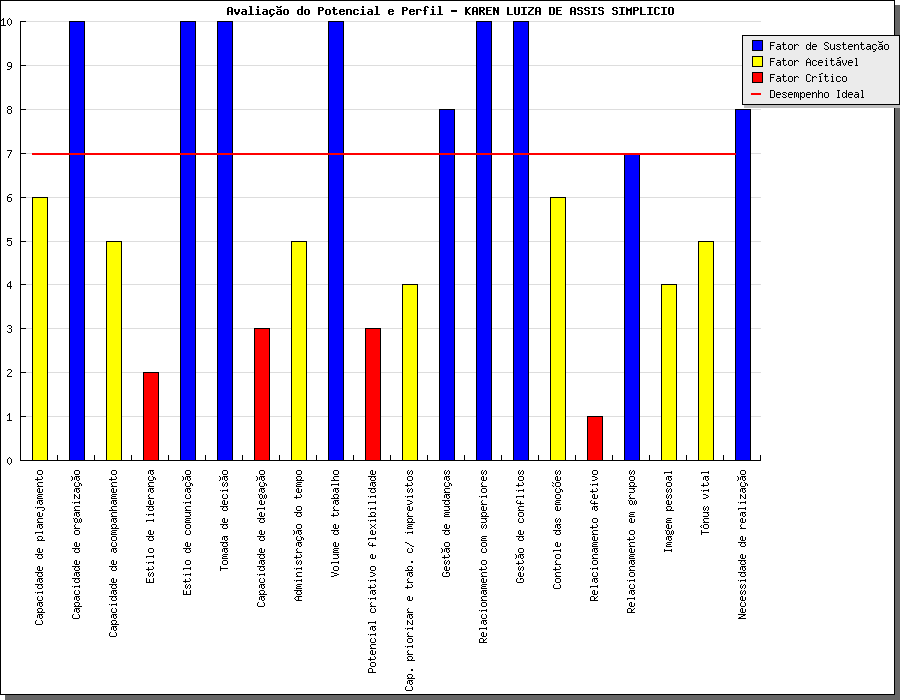 Avaliação do Potencial e Perfil - KAREN LUIZA DE ASSIS SIMPLICIO
Fator de Sustentação
Fator Aceitável
Fator Crítico
Desempenho Ideal
10
9
8
7
6
5
4
3
2
1
0
Capacidade de planejamento
Capacidade de organização
Capacidade de acompanhamento
Estilo de liderança
Estilo de comunicação
Tomada de decisão
Capacidade de delegação
Administração do tempo
Volume de trabalho
Potencial criativo e flexibilidade
Cap. priorizar e trab. c/ imprevistos
Gestão de mudanças
Relacionamento com superiores
Gestão de conflitos
Controle das emoções
Relacionamento afetivo
Relacionamento em grupos
Imagem pessoal
Tônus vital
Necessidade de realização